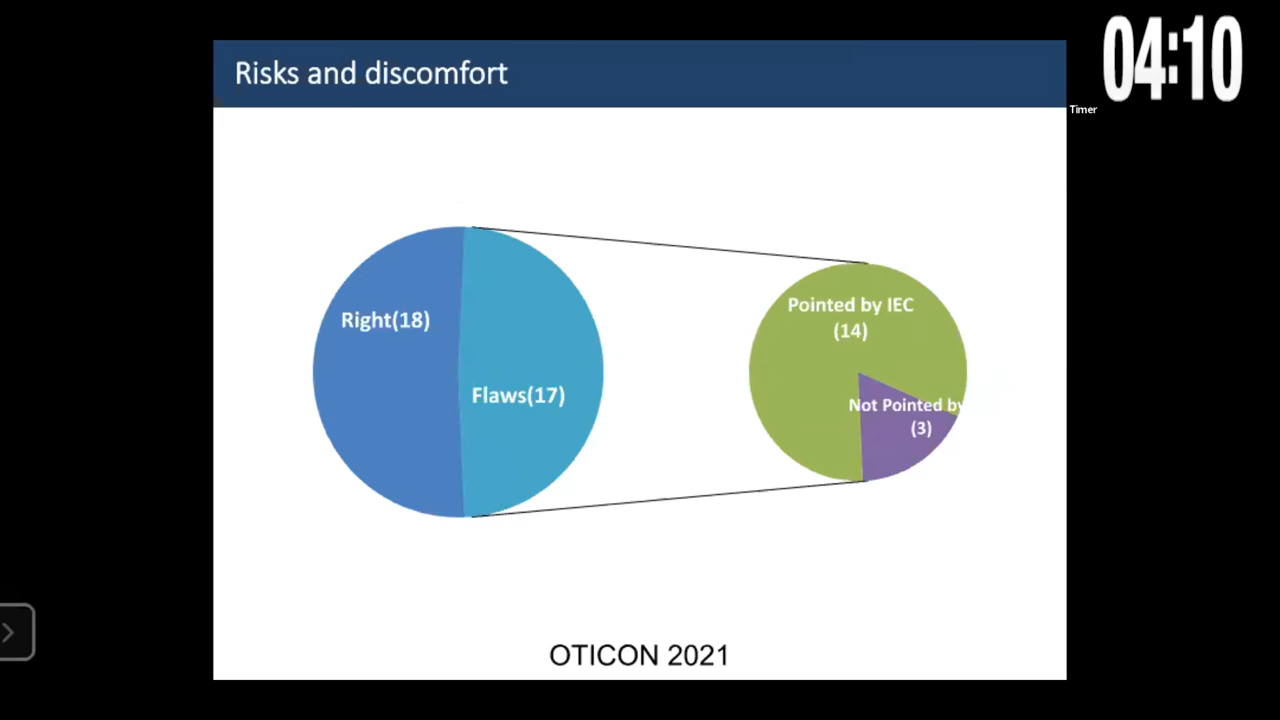 04:10
Timer
Risks and discomfort
Right(18)
Flaws(17)
Pointed by IEC
(14)
Not Pointed by
(3)
OTICON 2021